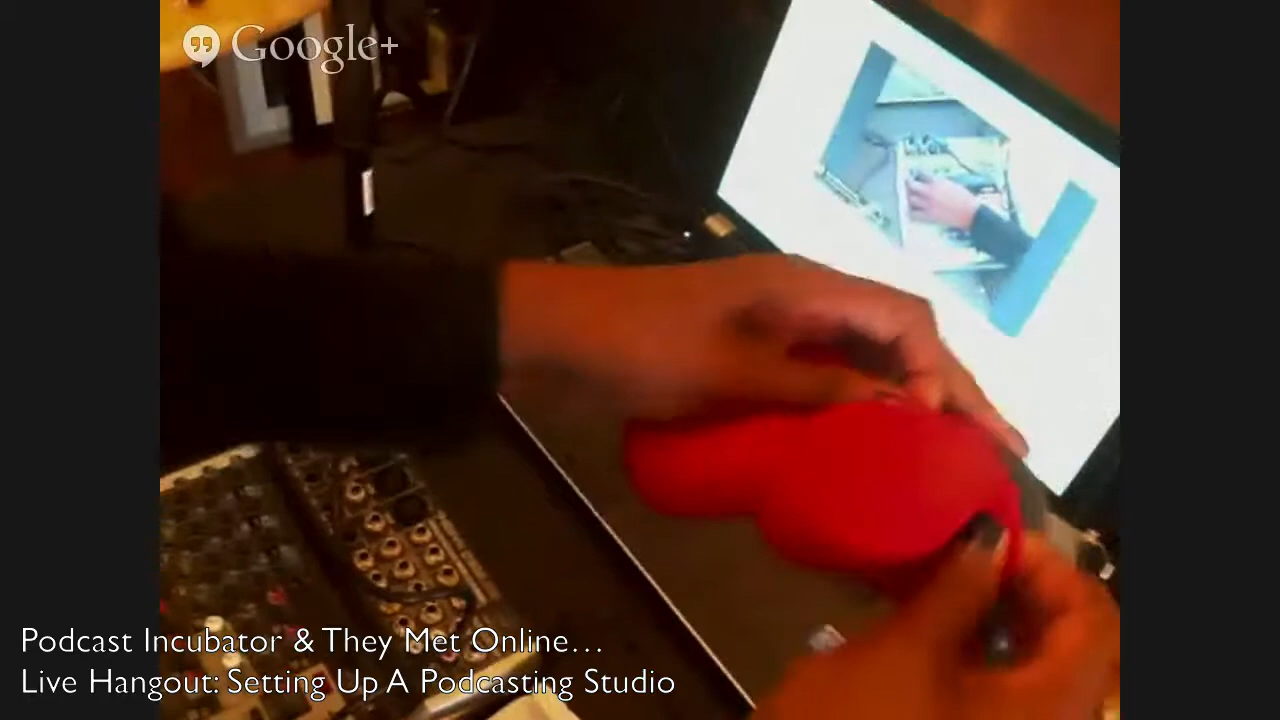 Google+
Podcast Incubator & They Met Online...
Live Hangout: Setting Up A Podcasting Studio